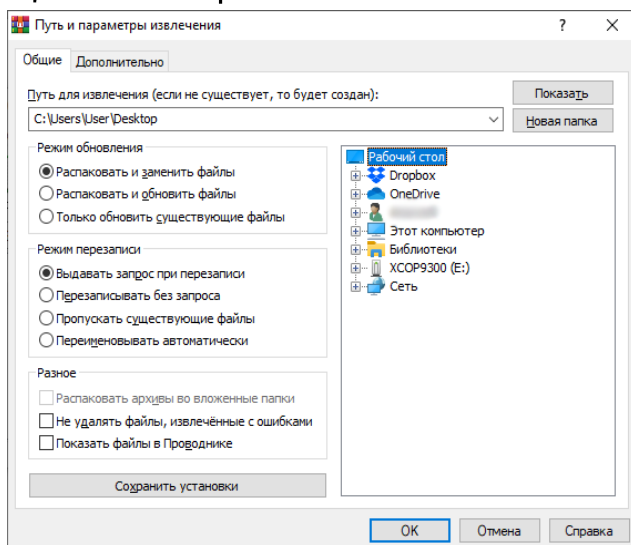 Путь и параметры извлечения
Общие Дополнительно
Путь для извлечения (если не существует, то будет создан):
Показать
C:\Users\User\Desktop
Новая папка
Режим обновления
Распаковать и заменить файлы
Распаковать и обновить файлы
Только обновить существующие файлы
Режим перезаписи
Выдавать запрос при перезаписи
Перезаписывать без запроса
Пропускать существующие файлы
Переименовывать автоматически
Разное
Распаковать архивы во вложенные папки
Не удалять файлы, извлечённые с ошибками
Показать файлы в Проводнике
Сохранить установки
Рабочий стол
Dropbox
OneDrive
Этот компьютер
Библиотеки
XCOP9300 (E:)
Сеть
OK Отмена Справка